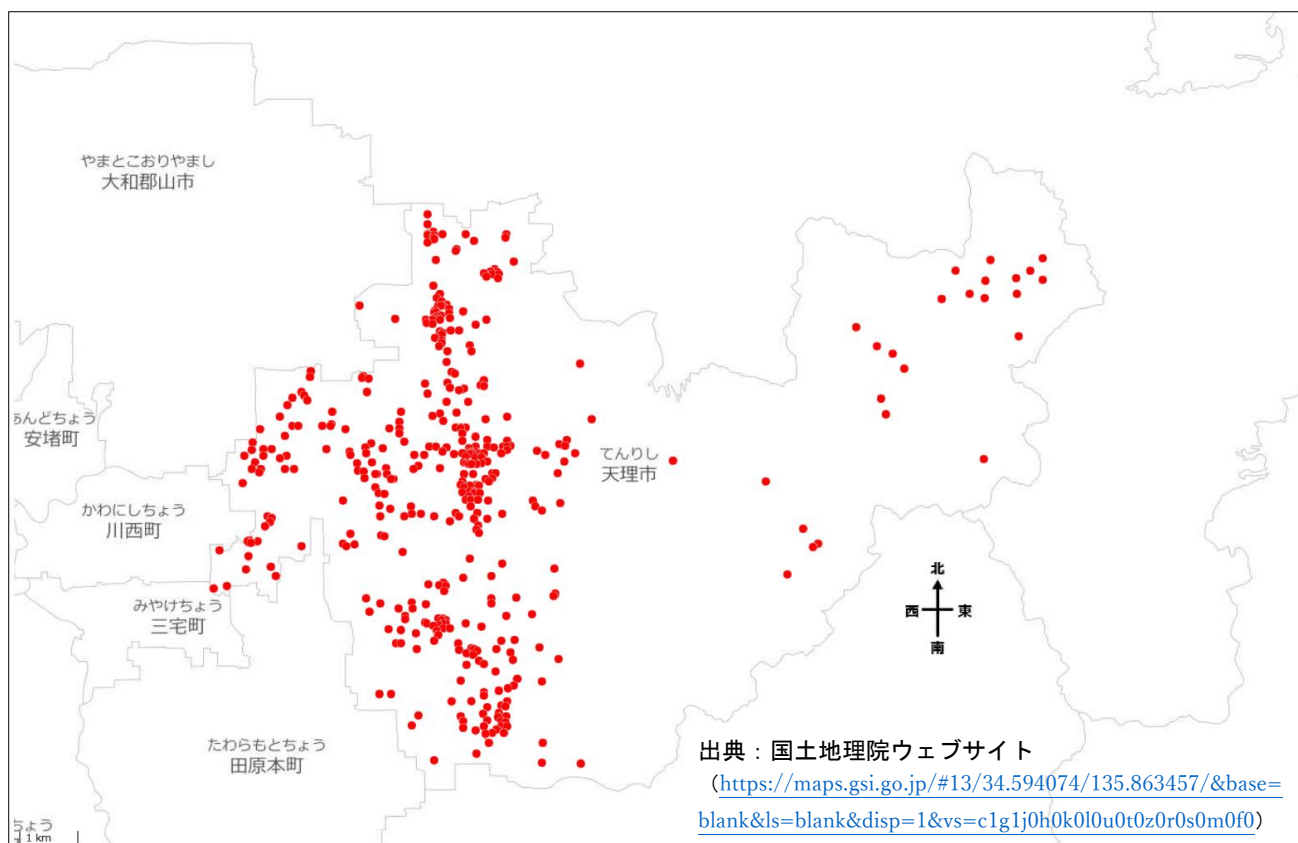 やまとこおりやまし
大和郡山市
あんどちょう
安堵町
てんりし
天理市
かわにしちょう
川西町
北
西 東
南
みやけちょう
三宅町
たわらもとちょう
田原本町
出典：国土地理院ウェブサイト
（https://maps.gsi.go.jp/#13/34.594074/135.863457/&base=
blank&ls=blank&disp=1&vs=c1g1j0h0k0l0u0t0z0r0s0m0f0）
ちょう
1 km